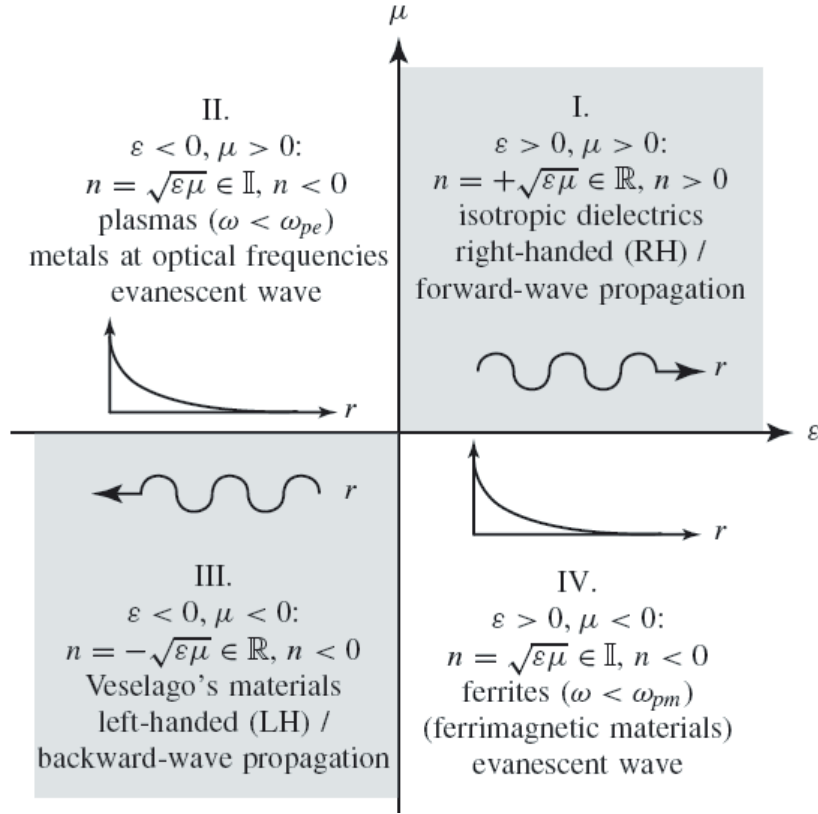 μ
II.
ε < 0, μ > 0:
n = √εμ ∈ 𝕀, n < 0
plasmas (ω < ωpe)
metals at optical frequencies
evanescent wave
r
I.
ε > 0, μ > 0:
n = +√εμ ∈ ℝ, n > 0
isotropic dielectrics
right-handed (RH) /
forward-wave propagation
r
ε
r
III.
ε < 0, μ < 0:
n = −√εμ ∈ ℝ, n < 0
Veselago's materials
left-handed (LH) /
backward-wave propagation
r
IV.
ε > 0, μ < 0:
n = √εμ ∈ 𝕀, n < 0
ferrites (ω < ωpm)
(ferrimagnetic materials)
evanescent wave